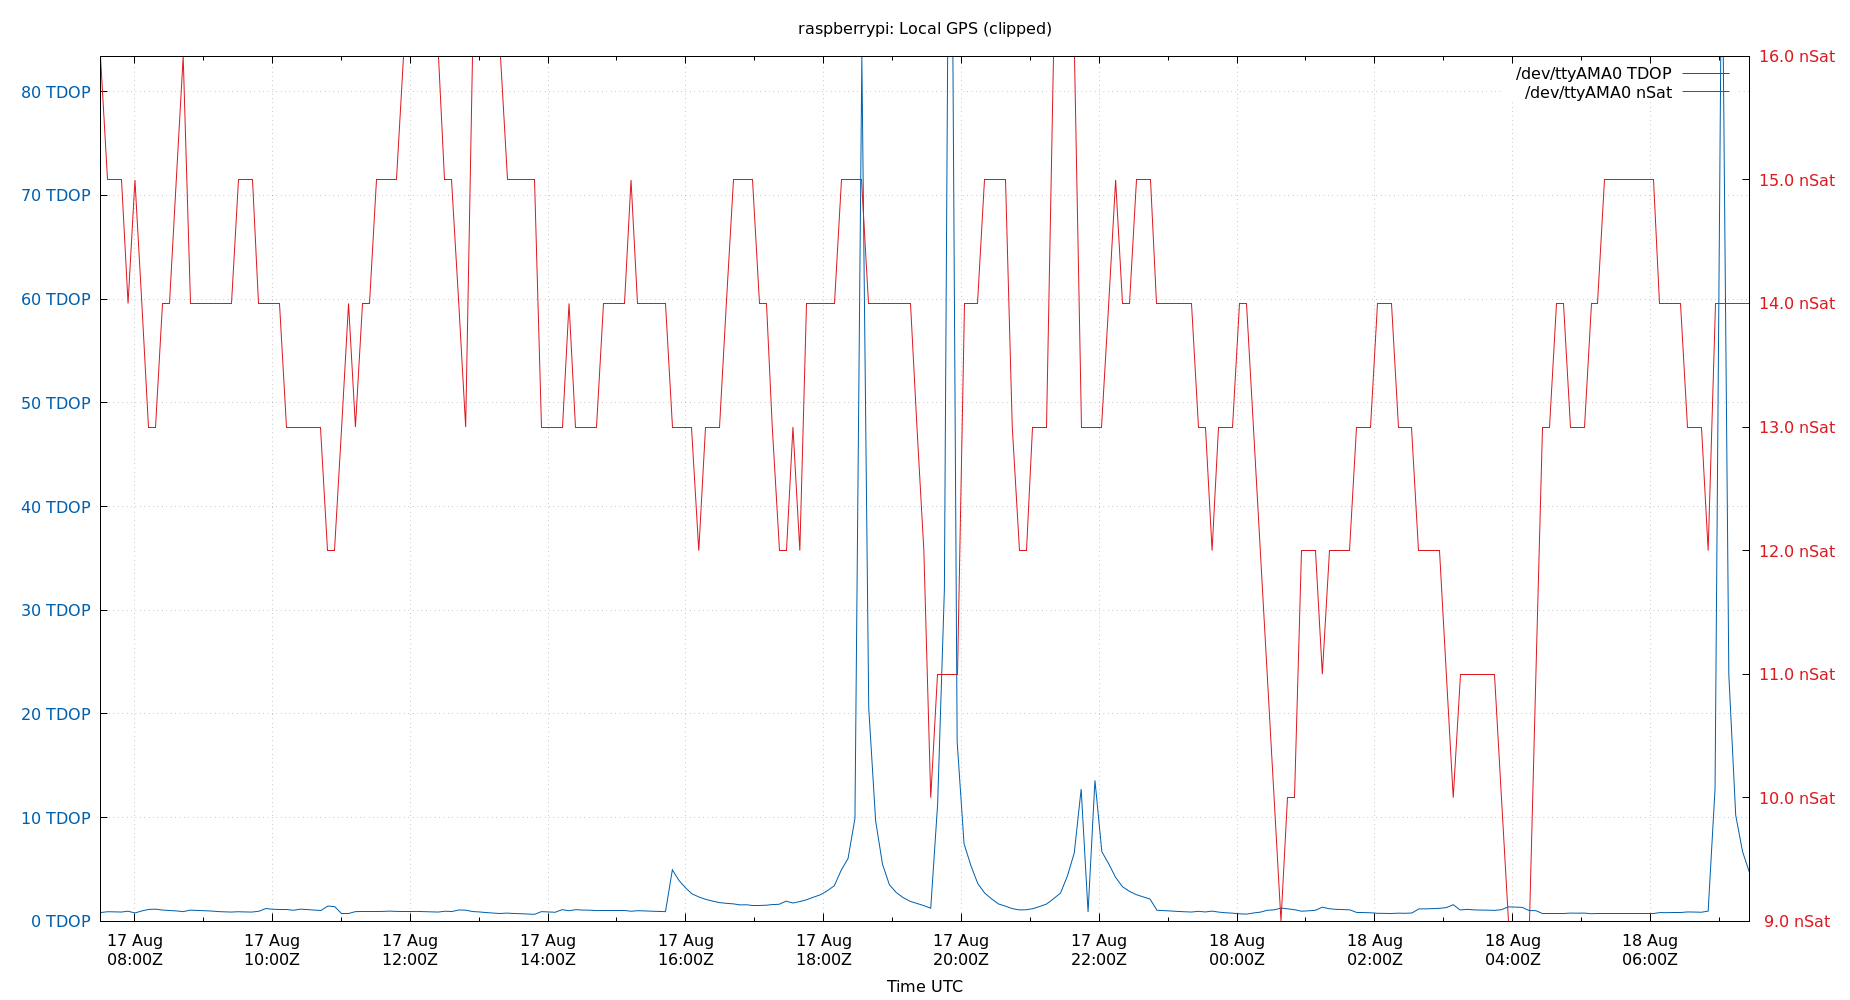 raspberrypi: Local GPS (clipped)
/dev/ttyAMA0 TDOP
/dev/ttyAMA0 nSat
80 TDOP
70 TDOP
60 TDOP
50 TDOP
40 TDOP
30 TDOP
20 TDOP
10 TDOP
0 TDOP
16.0 nSat
15.0 nSat
14.0 nSat
13.0 nSat
12.0 nSat
11.0 nSat
10.0 nSat
9.0 nSat
17 Aug
08:00Z
17 Aug
10:00Z
17 Aug
12:00Z
17 Aug
14:00Z
17 Aug
16:00Z
17 Aug
18:00Z
17 Aug
20:00Z
17 Aug
22:00Z
18 Aug
00:00Z
18 Aug
02:00Z
18 Aug
04:00Z
18 Aug
06:00Z
Time UTC